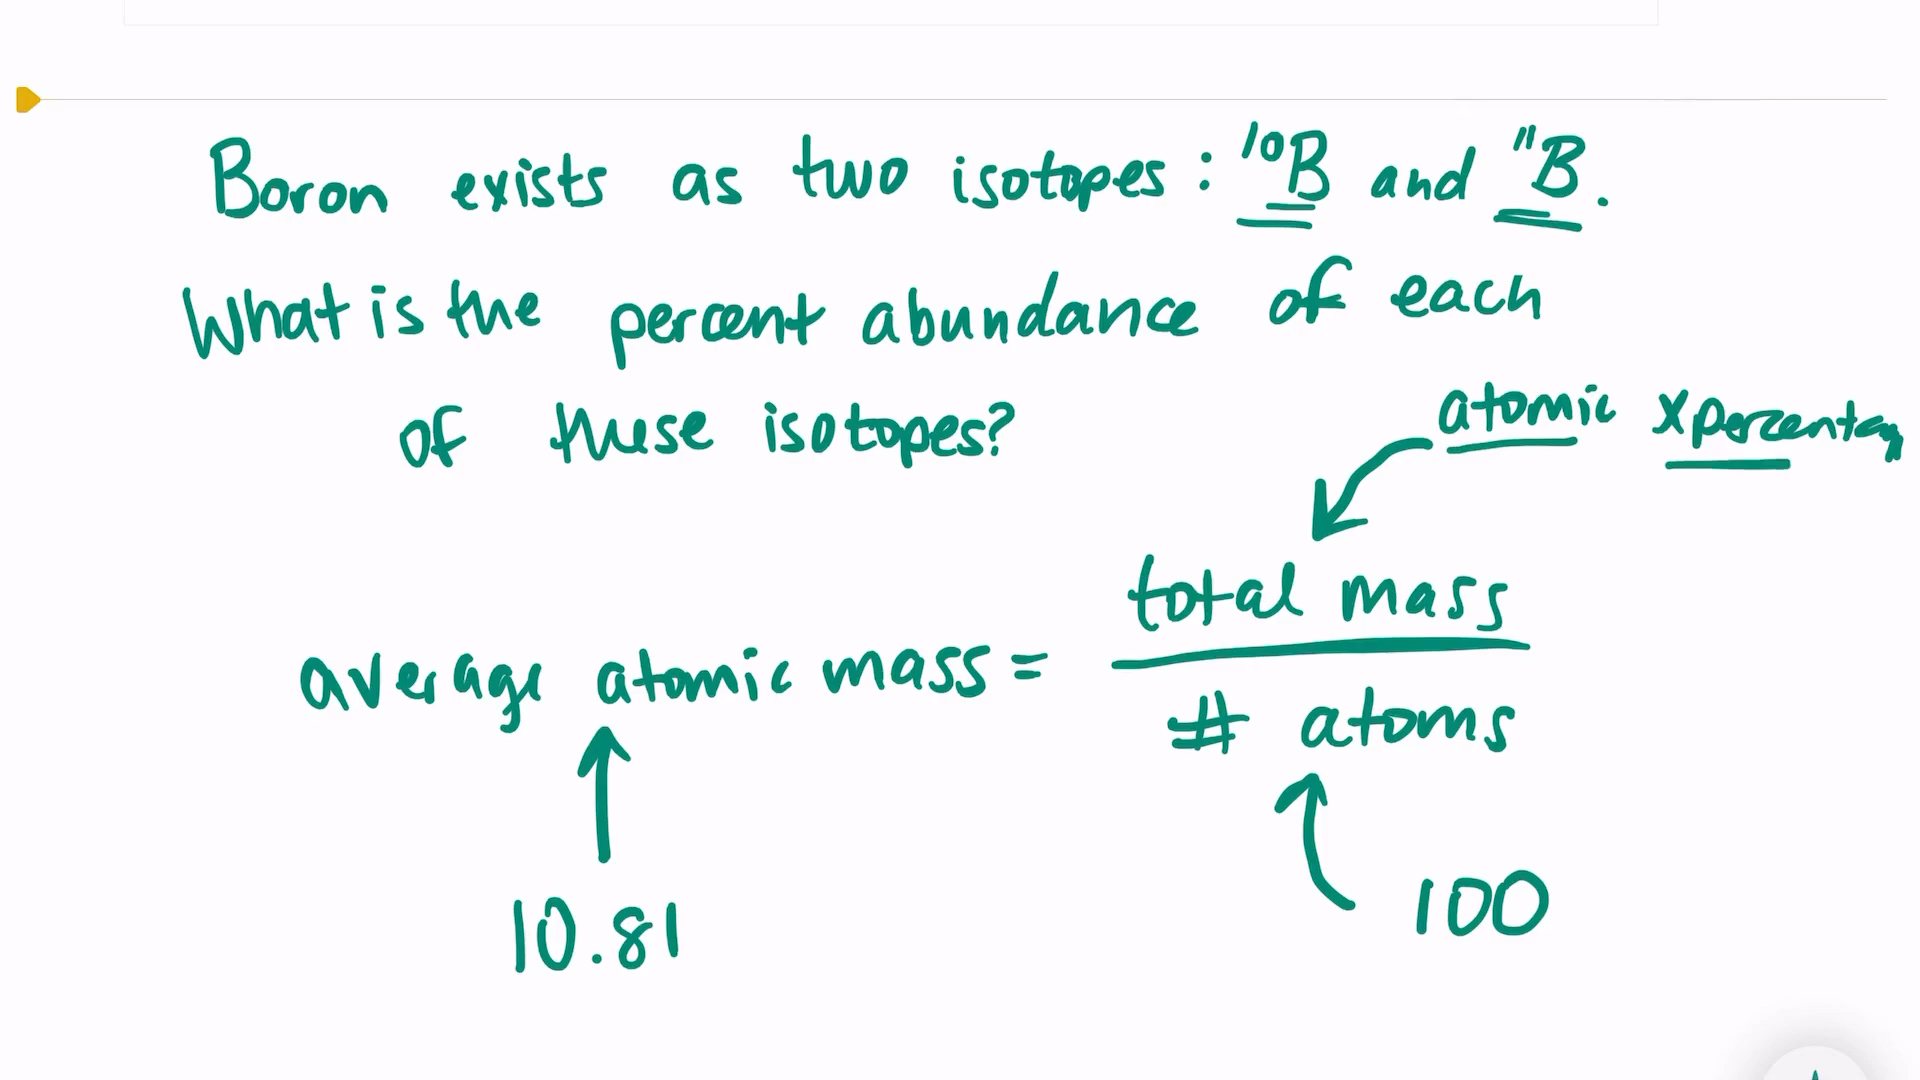 Boron exists as two isotopes: ¹⁰B and ¹¹B.
What is the percent abundance of each
of these isotopes?
atomic x percentag
total mass
average atomic mass =
# atoms
10.81
100